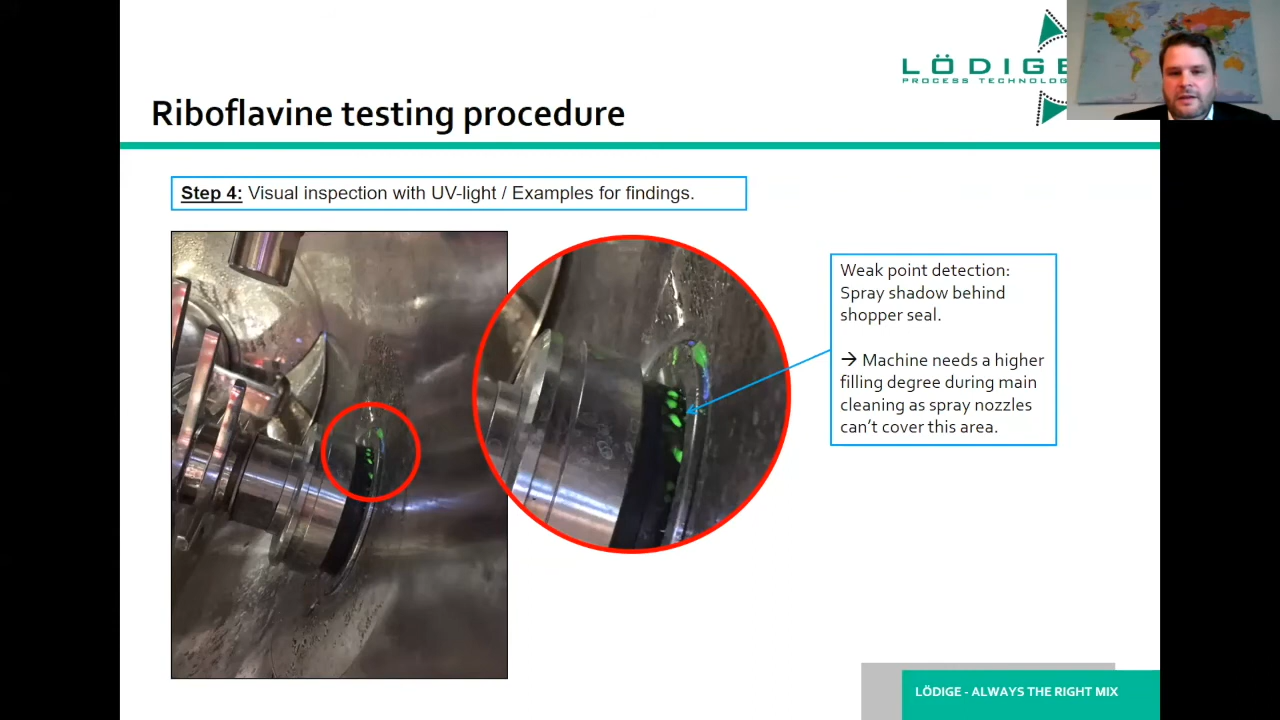 LÖDIGE
PROCESS TECHNOLOG
Riboflavine testing procedure
Step 4: Visual inspection with UV-light / Examples for findings.
Weak point detection:
Spray shadow behind
shopper seal.
→ Machine needs a higher
filling degree during main
cleaning as spray nozzles
can't cover this area.
LÖDIGE - ALWAYS THE RIGHT MIX